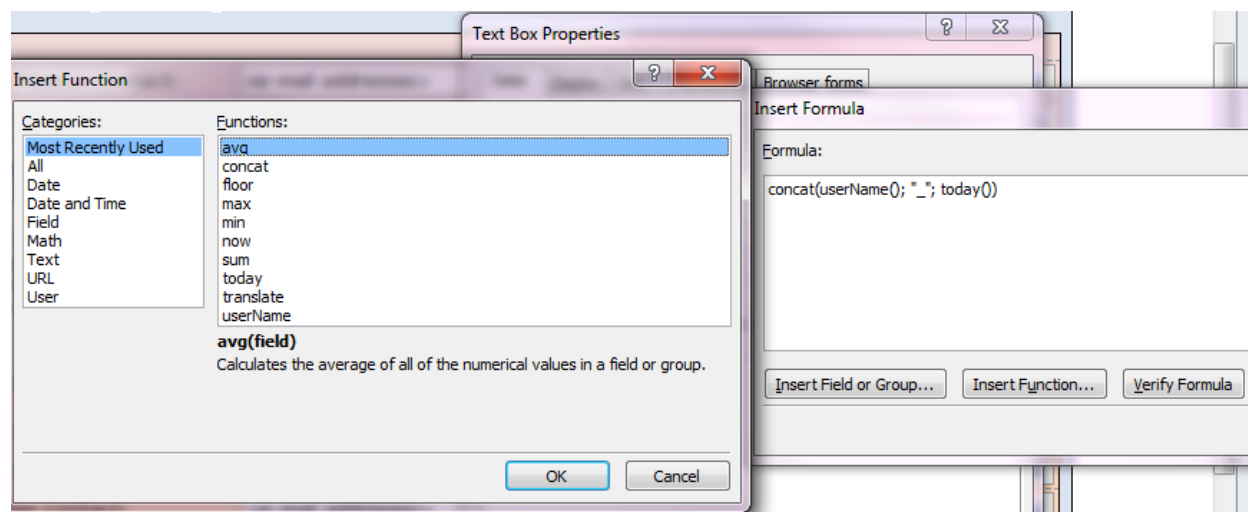 Text Box Properties
Insert Function
Browser forms
Insert Formula
Categories:
Functions:
Most Recently Used
All
Date
Date and Time
Field
Math
Text
URL
User
avg
concat
floor
max
min
now
sum
today
translate
userName
avg(field)
Calculates the average of all of the numerical values in a field or group.
OK
Cancel
Formula:
concat(userName(); "_"; today())
Insert Field or Group...
Insert Function...
Verify Formula